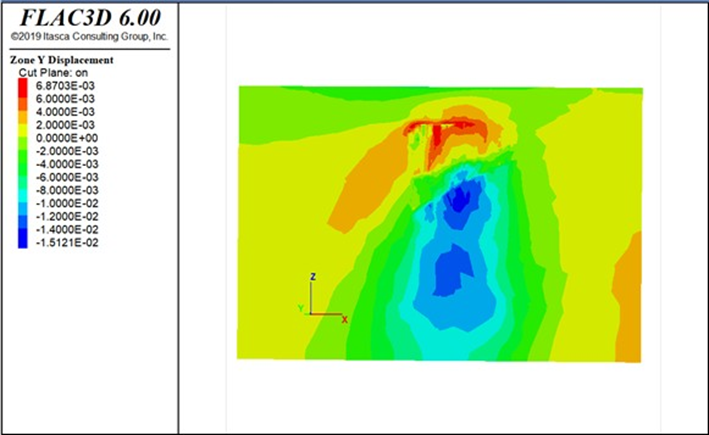 FLAC3D 6.00
©2019 Itasca Consulting Group, Inc.
Zone Y Displacement
Cut Plane: on
6.8703E-03
6.0000E-03
4.0000E-03
2.0000E-03
0.0000E+00
-2.0000E-03
-4.0000E-03
-6.0000E-03
-8.0000E-03
-1.0000E-02
-1.2000E-02
-1.4000E-02
-1.5121E-02
Z
Y
X